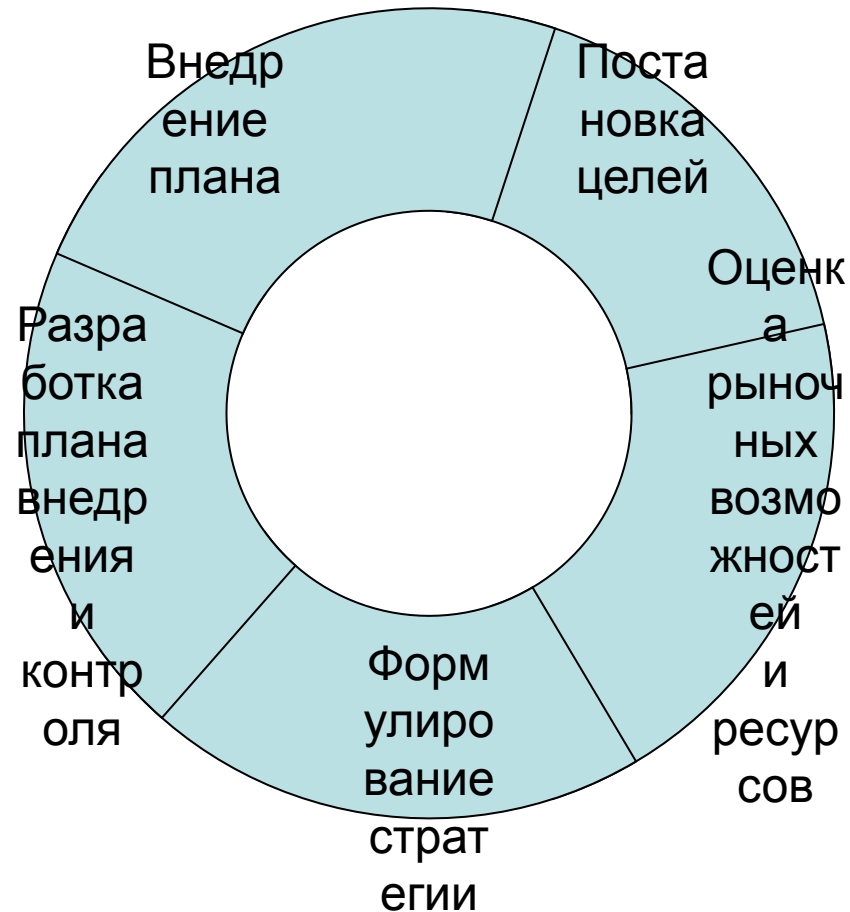 Внедр
ение
плана
Поста
новка
целей
Оценк
а
рыноч
ных
возмо
жност
ей
и
ресур
сов
Форм
улиро
вание
страт
егии
Разра
ботка
плана
внедр
ения
и
контр
оля